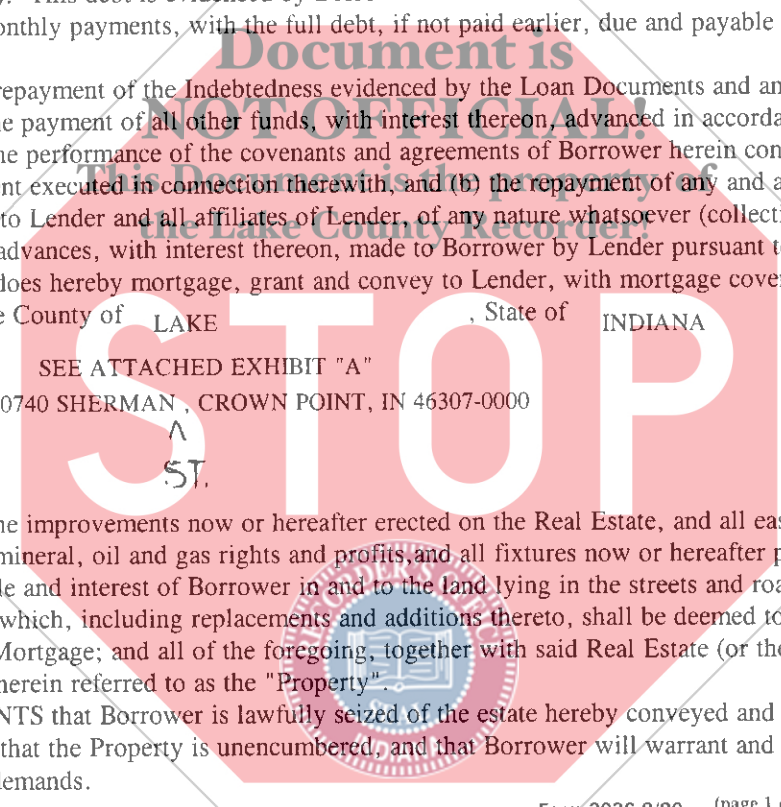 onthly payments, with the full debt, if not paid earlier, due and payable
Document is
repayment of the Indebtedness evidenced by the Loan Documents and an
NOT OFFICIAL!
ne payment of all other funds, with interest thereon, advanced in accorda
ne performance of the covenants and agreements of Borrower herein con
This Document is the property of
nt executed in connection therewith, and (b) the repayment of any and a
to Lender and all affiliates of Lender, of any nature whatsoever (collecti
the Lake County Recorder!
advances, with interest thereon, made to Borrower by Lender pursuant t
does hereby mortgage, grant and convey to Lender, with mortgage cover
e County of LAKE , State of INDIANA
STOP
SEE ATTACHED EXHIBIT "A"
0740 SHERMAN , CROWN POINT, IN 46307-0000
ST.
ne improvements now or hereafter erected on the Real Estate, and all eas
mineral, oil and gas rights and profits,and all fixtures now or hereafter p
le and interest of Borrower in and to the land lying in the streets and roa
which, including replacements and additions thereto, shall be deemed to
Mortgage; and all of the foregoing, together with said Real Estate (or the
herein referred to as the "Property".
NTS that Borrower is lawfully seized of the estate hereby conveyed and
that the Property is unencumbered, and that Borrower will warrant and
demands.
SEAL
INDIANA
(page 1